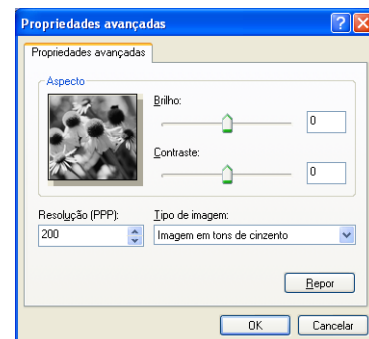 Propriedades avançadas
Propriedades avançadas
Aspecto
Brilho:
0
Contraste:
0
Resolução (PPP):
Tipo de imagem:
200
Imagem em tons de cinzento
Repor
OK
Cancelar